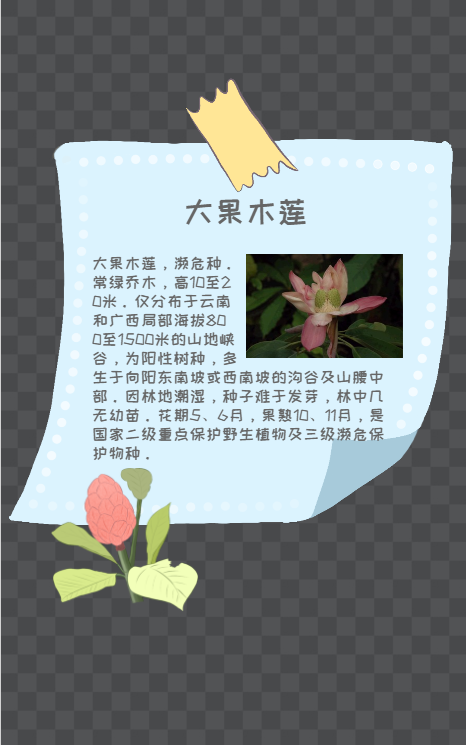 大果木莲
大果木莲，濒危种．
常绿乔木，高10至2
0米．仅分布于云南
和广西局部海拔80
0至1500米的山地峡
谷，为阳性树种，多
生于向阳东南坡或西南坡的沟谷及山腰中
部．因林地潮湿，种子难于发芽，林中几
无幼苗．花期5、6月，果熟10、11月，是
国家二级重点保护野生植物及三级濒危保
护物种．